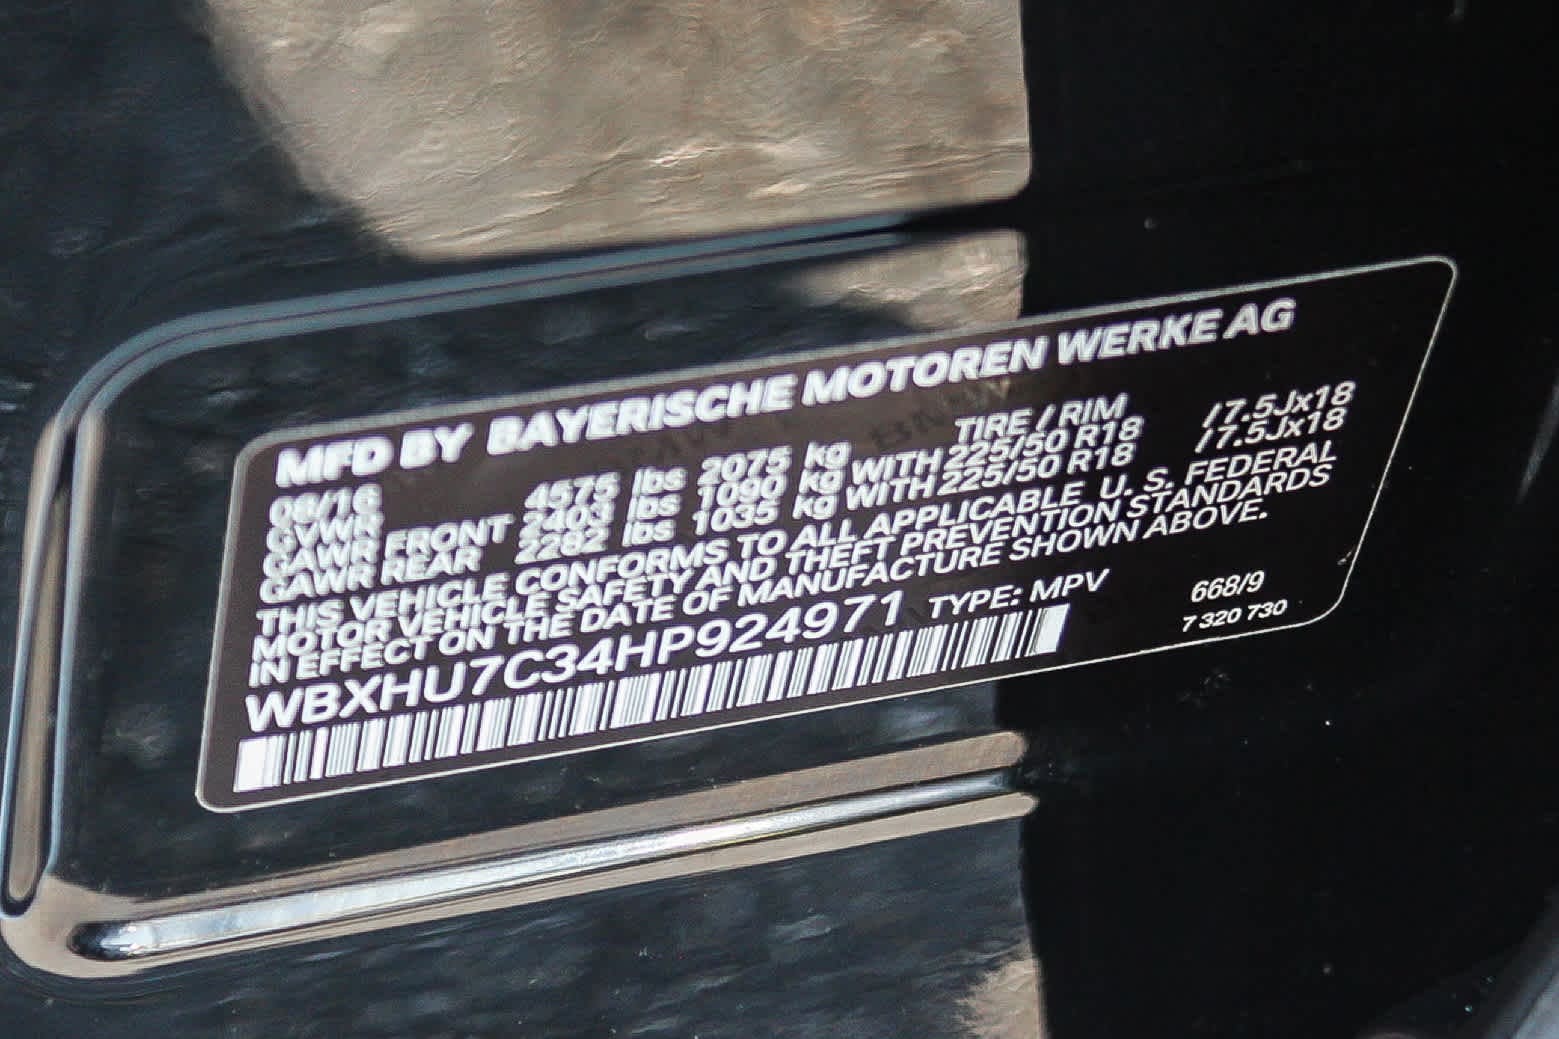 MFD BY BAYERISCHE MOTOREN WERKE AG
08/16 TIRE / RIM
GVWR 4575 lbs 2075 kg
GAWR FRONT 2403 lbs 1090 kg WITH 225/50 R18 /7.5Jx18
GAWR REAR 2282 lbs 1035 kg WITH 225/50 R18 /7.5Jx18
THIS VEHICLE CONFORMS TO ALL APPLICABLE U. S. FEDERAL
MOTOR VEHICLE SAFETY AND THEFT PREVENTION STANDARDS
IN EFFECT ON THE DATE OF MANUFACTURE SHOWN ABOVE.
WBXHU7C34HP924971 TYPE: MPV 668/9
7 320 730